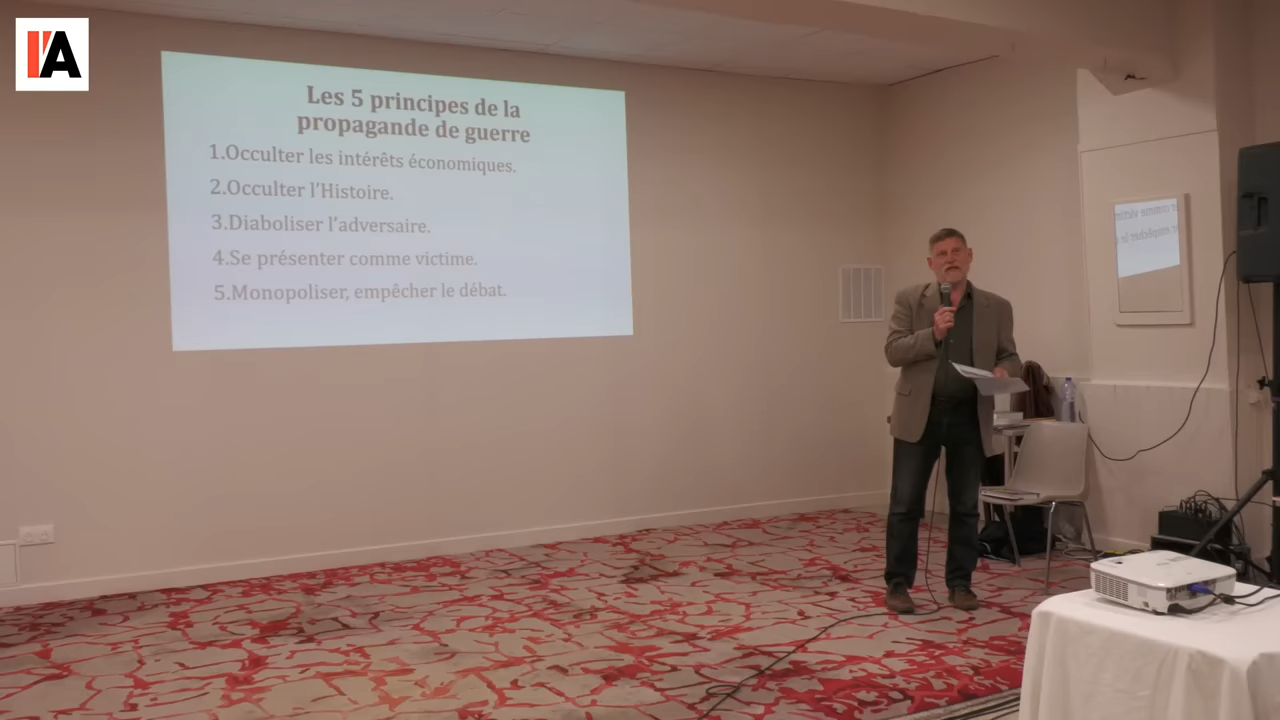 I'A
Les 5 principes de la
propagande de guerre
1.Occulter les intérêts économiques.
2.Occulter l'Histoire.
3.Diaboliser l'adversaire.
4.Se présenter comme victime.
5.Monopoliser, empêcher le débat.